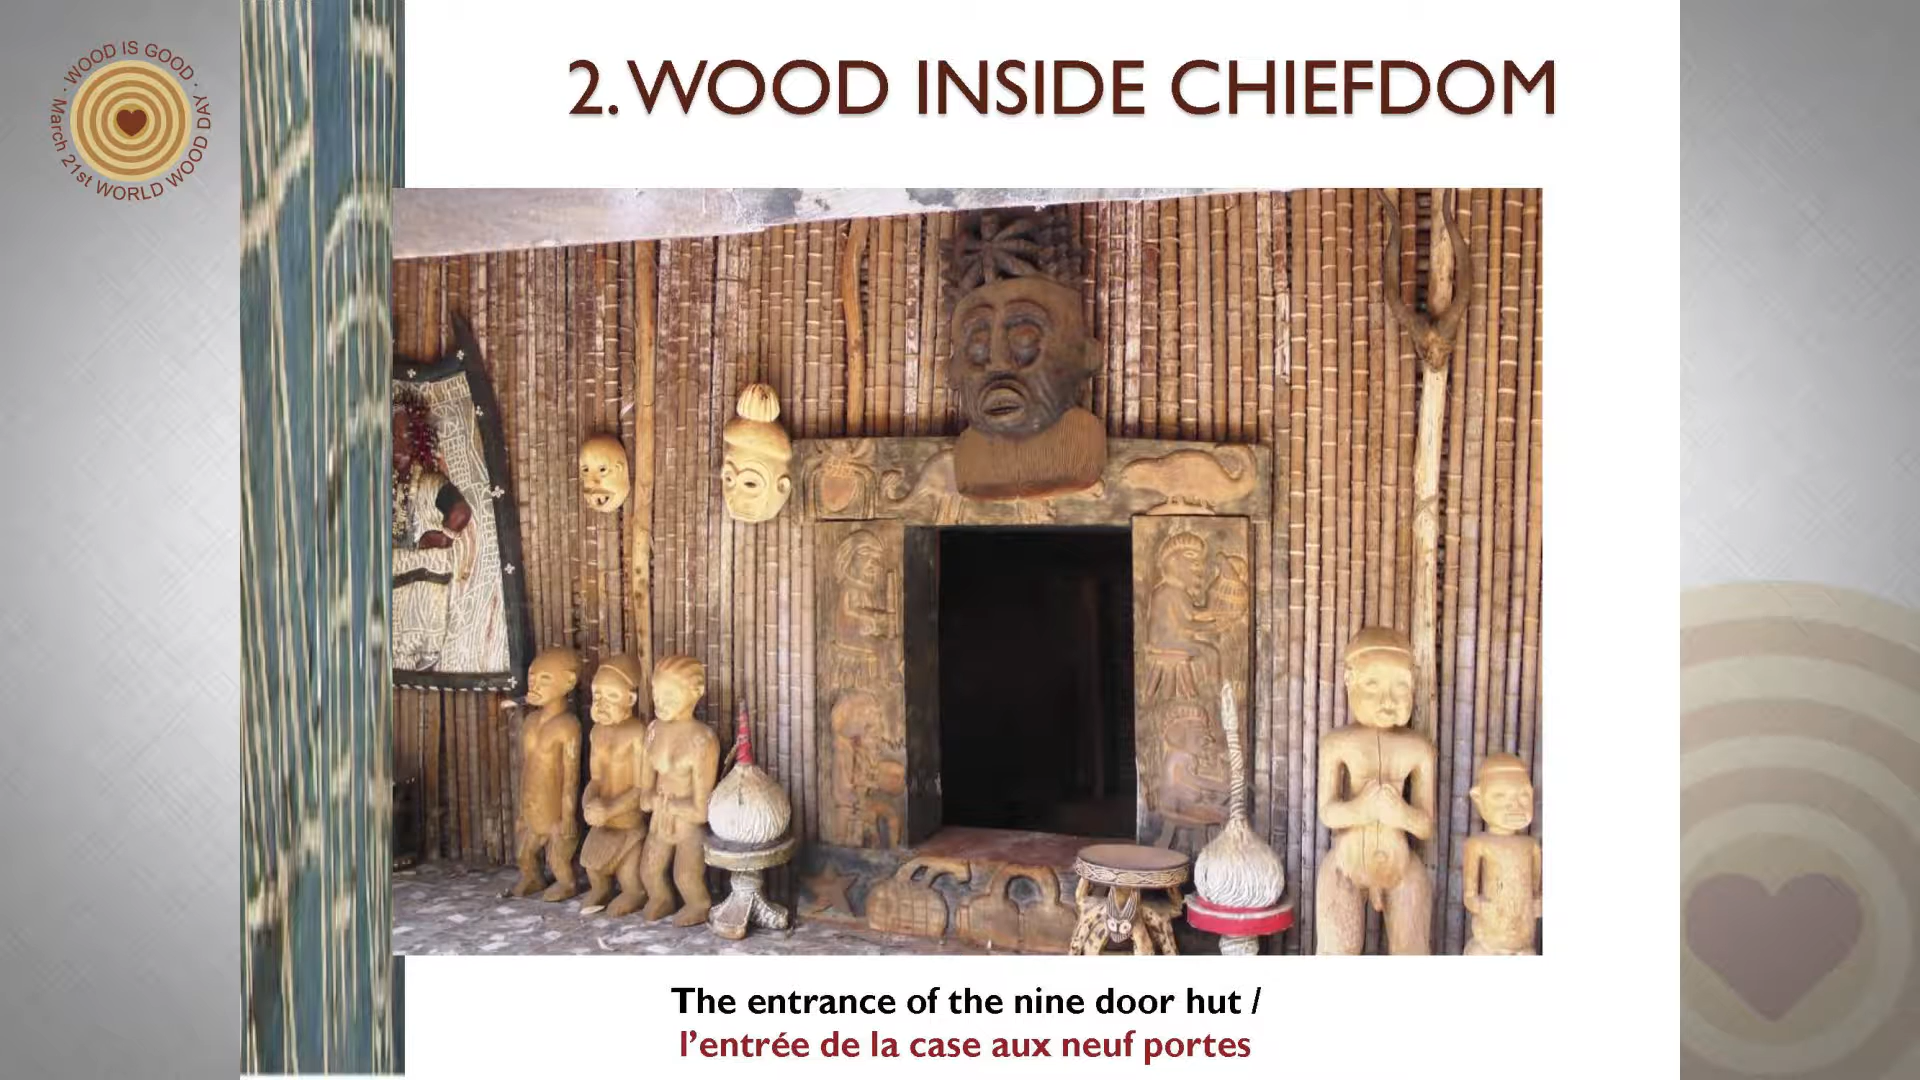 WOOD IS GOOD · March 21st WORLD WOOD DAY ·
2. WOOD INSIDE CHIEFDOM
The entrance of the nine door hut /
l’entrée de la case aux neuf portes